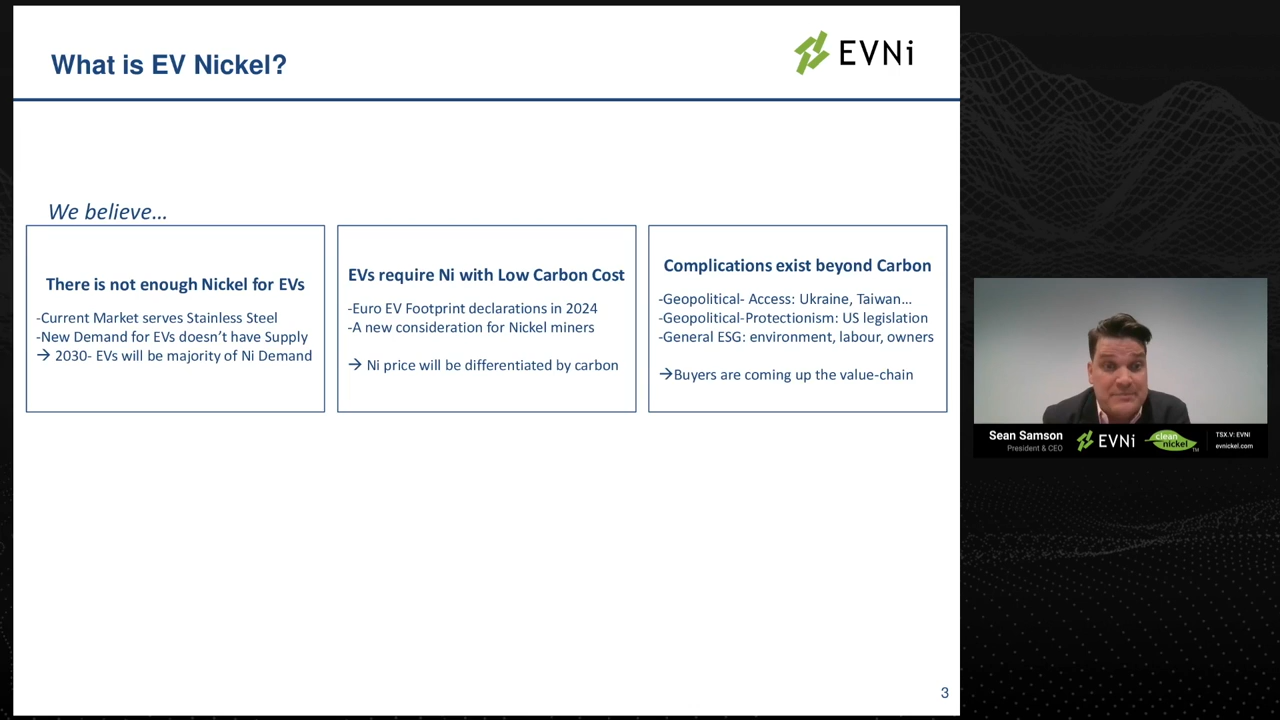 What is EV Nickel?
EVNi
We believe…
There is not enough Nickel for EVs
-Current Market serves Stainless Steel
-New Demand for EVs doesn’t have Supply
→ 2030- EVs will be majority of Ni Demand
EVs require Ni with Low Carbon Cost
-Euro EV Footprint declarations in 2024
-A new consideration for Nickel miners
→ Ni price will be differentiated by carbon
Complications exist beyond Carbon
-Geopolitical- Access: Ukraine, Taiwan…
-Geopolitical-Protectionism: US legislation
-General ESG: environment, labour, owners
→Buyers are coming up the value-chain
3
Sean Samson
President & CEO
EVNi
clean
nickel
TM
TSX.V: EVNI
evnickel.com